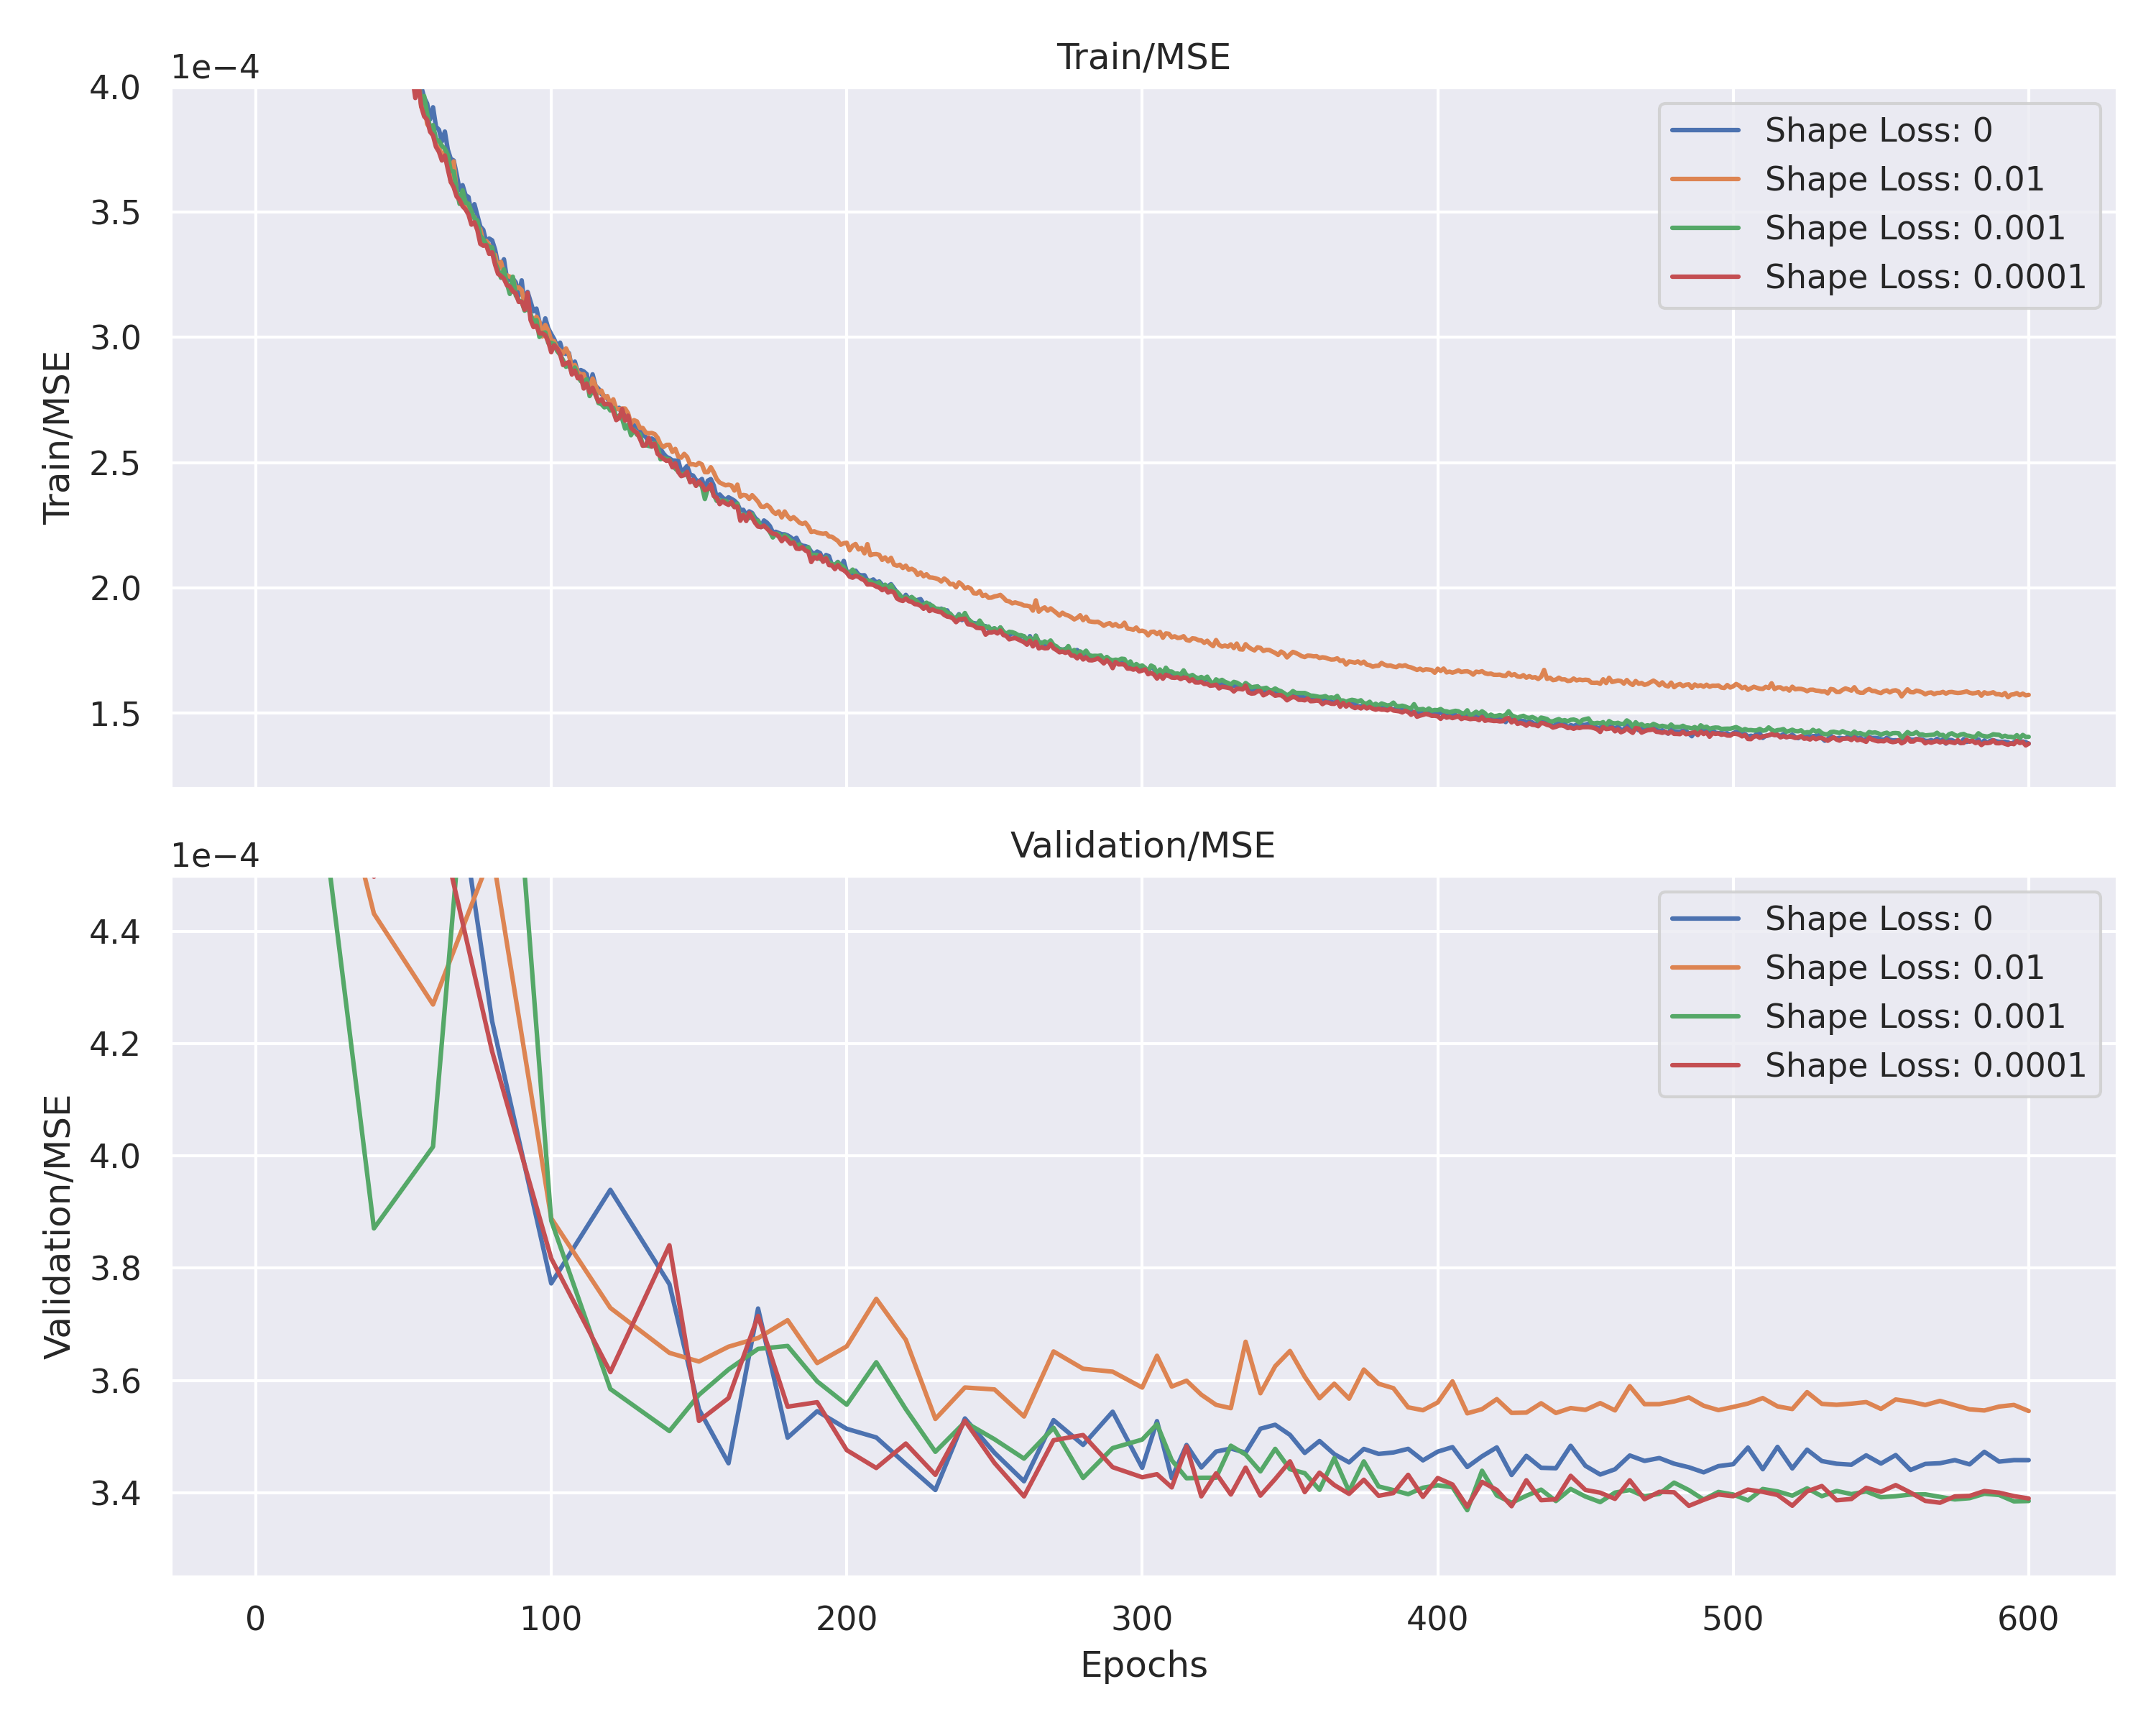 Train/MSE
1e−4
4.0
3.5
3.0
2.5
2.0
1.5
Train/MSE
Shape Loss: 0
Shape Loss: 0.01
Shape Loss: 0.001
Shape Loss: 0.0001
Validation/MSE
1e−4
4.4
4.2
4.0
3.8
3.6
3.4
Validation/MSE
Shape Loss: 0
Shape Loss: 0.01
Shape Loss: 0.001
Shape Loss: 0.0001
0 100 200 300 400 500 600
Epochs